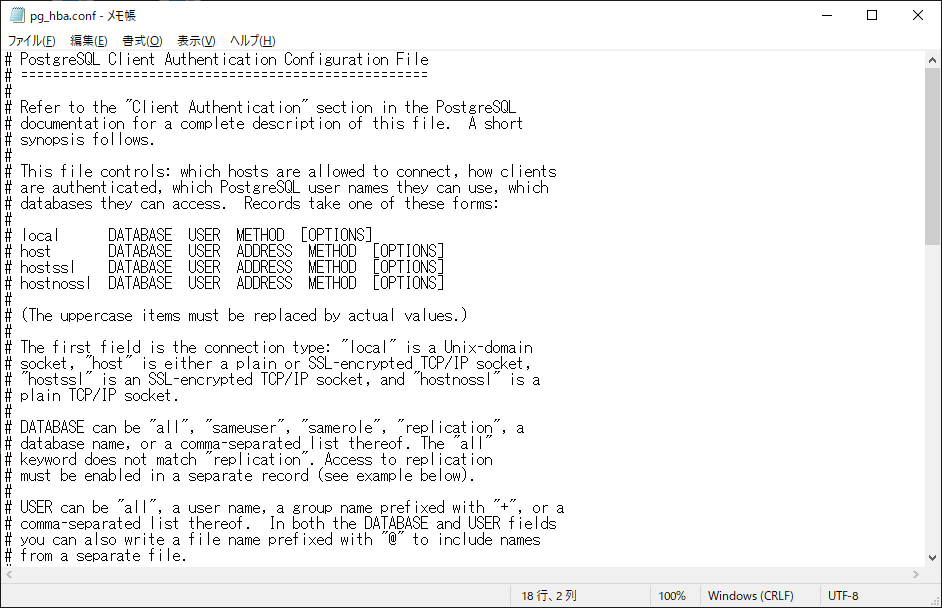 pg_hba.conf - メモ帳
ファイル(F) 編集(E) 書式(O) 表示(V) ヘルプ(H)
# PostgreSQL Client Authentication Configuration File
# ===================================================
#
# Refer to the "Client Authentication" section in the PostgreSQL
# documentation for a complete description of this file.  A short
# synopsis follows.
#
# This file controls: which hosts are allowed to connect, how clients
# are authenticated, which PostgreSQL user names they can use, which
# databases they can access.  Records take one of these forms:
#
# local      DATABASE  USER  METHOD  [OPTIONS]
# host       DATABASE  USER  ADDRESS  METHOD  [OPTIONS]
# hostssl    DATABASE  USER  ADDRESS  METHOD  [OPTIONS]
# hostnossl  DATABASE  USER  ADDRESS  METHOD  [OPTIONS]
#
# (The uppercase items must be replaced by actual values.)
#
# The first field is the connection type: "local" is a Unix-domain
# socket, "host" is either a plain or SSL-encrypted TCP/IP socket,
# "hostssl" is an SSL-encrypted TCP/IP socket, and "hostnossl" is a
# plain TCP/IP socket.
#
# DATABASE can be "all", "sameuser", "samerole", "replication", a
# database name, or a comma-separated list thereof. The "all"
# keyword does not match "replication". Access to replication
# must be enabled in a separate record (see example below).
#
# USER can be "all", a user name, a group name prefixed with "+", or a
# comma-separated list thereof.  In both the DATABASE and USER fields
# you can also write a file name prefixed with "@" to include names
# from a separate file.
18 行、2 列 100% Windows (CRLF) UTF-8